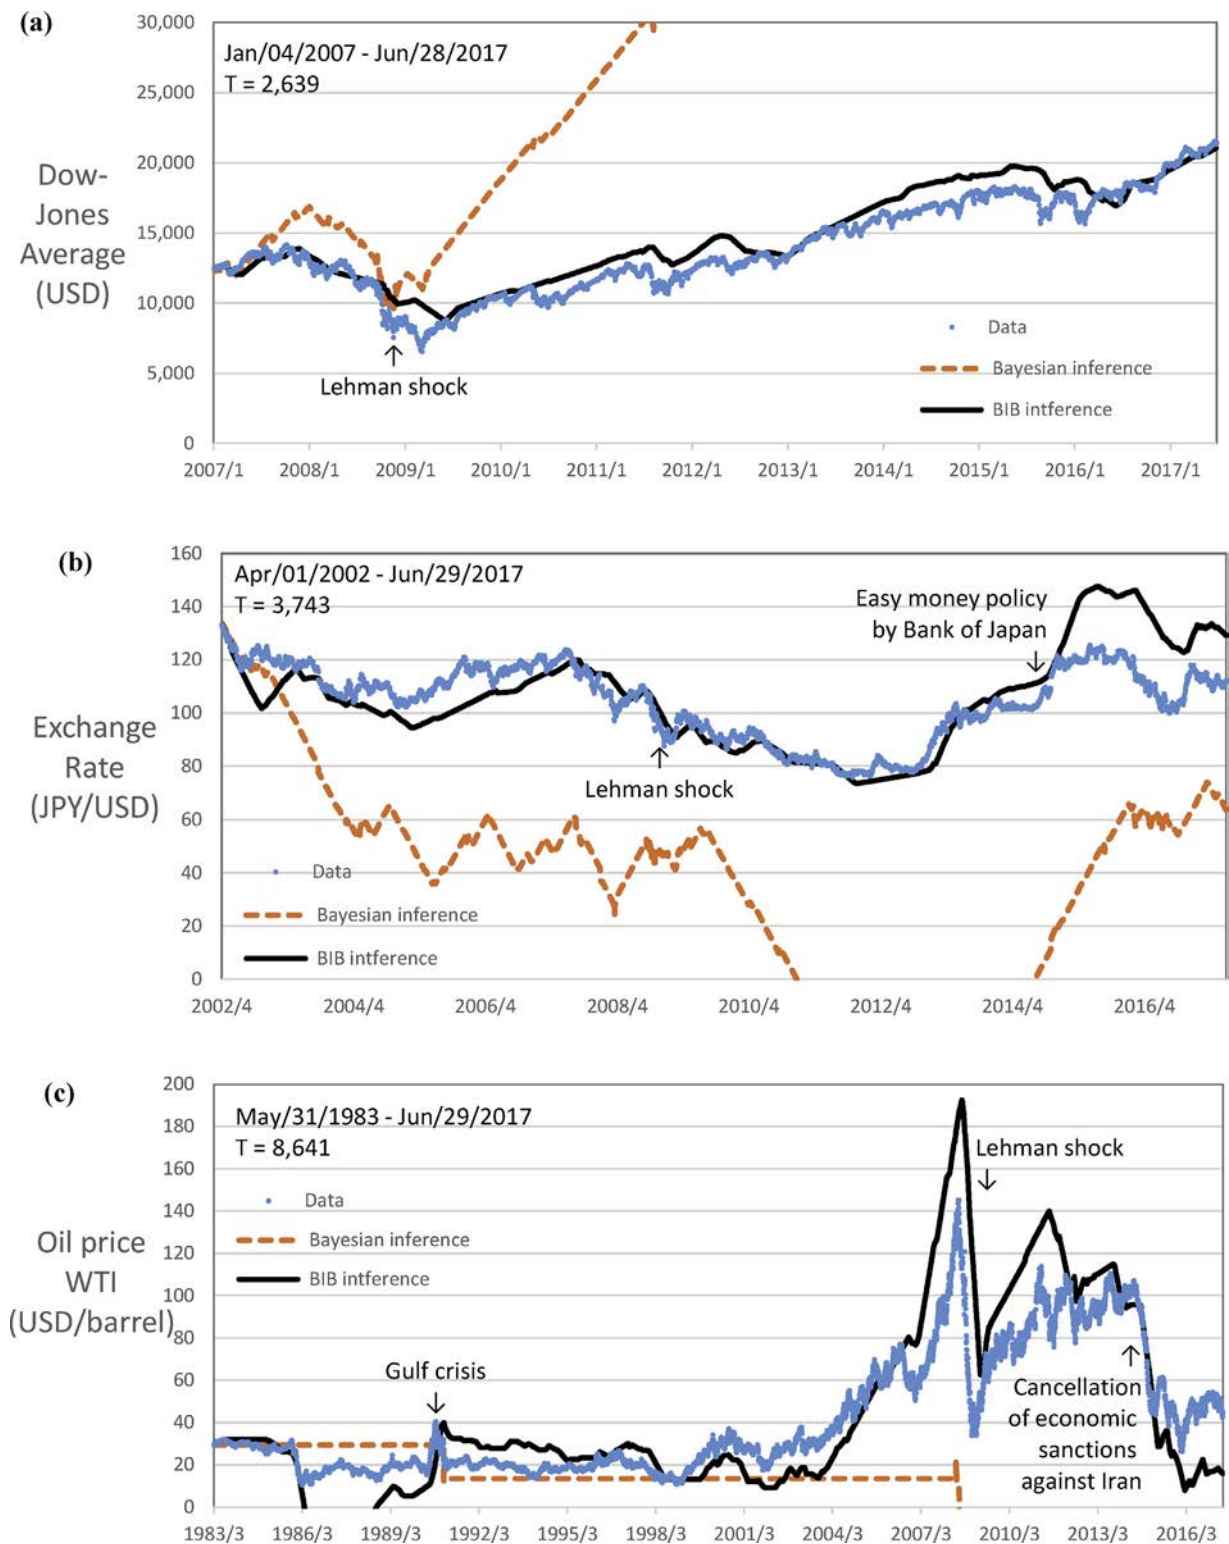 (a)
30,000
Jan/04/2007 - Jun/28/2017
T = 2,639
25,000
20,000
Dow-
Jones
Average
(USD)
15,000
10,000
Data
Bayesian inference
BIB intference
Lehman shock
5,000
0
2007/1 2008/1 2009/1 2010/1 2011/1 2012/1 2013/1 2014/1 2015/1 2016/1 2017/1
(b)
160
Apr/01/2002 - Jun/29/2017
T = 3,743
140
Easy money policy
by Bank of Japan
120
100
Exchange
Rate
(JPY/USD)
80
Lehman shock
60
40
Data
Bayesian inference
BIB intference
20
0
2002/4 2004/4 2006/4 2008/4 2010/4 2012/4 2014/4 2016/4
(c)
200
May/31/1983 - Jun/29/2017
T = 8,641
180
160
Lehman shock
Data
140
Bayesian inference
120
BIB intference
Oil price
WTI
(USD/barrel)
100
80
60
Gulf crisis
Cancellation
of economic
sanctions
against Iran
40
20
0
1983/3 1986/3 1989/3 1992/3 1995/3 1998/3 2001/3 2004/3 2007/3 2010/3 2013/3 2016/3